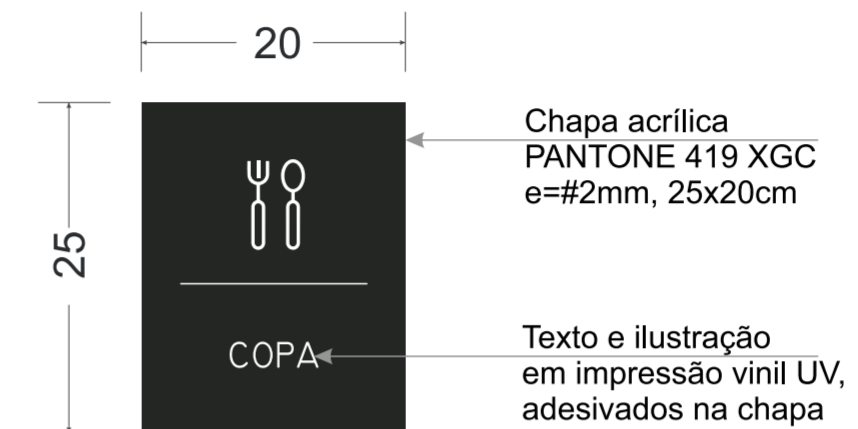 20
25
Chapa acrílica
PANTONE 419 XGC
e=#2mm, 25x20cm
COPA
Texto e ilustração
em impressão vinil UV,
adesivados na chapa